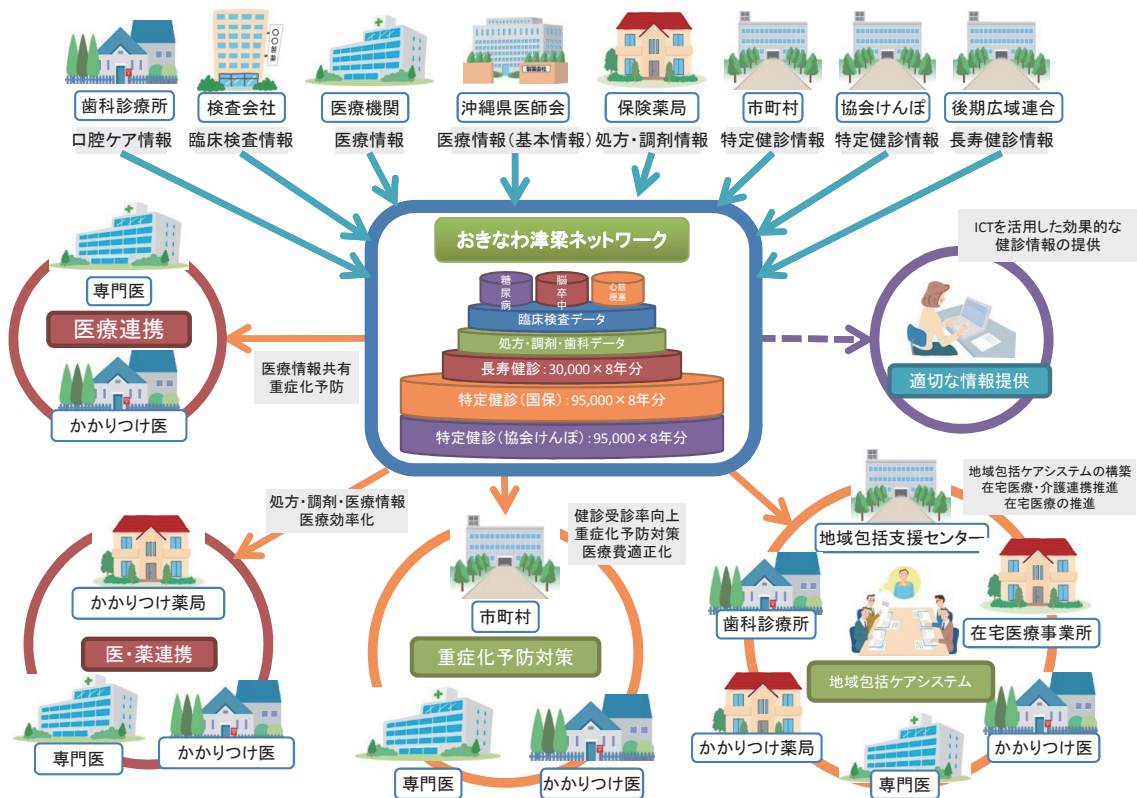 〇〇製薬
製薬会社
歯科診療所
検査会社
医療機関
沖縄県医師会
保険薬局
市町村
協会けんぽ
後期広域連合
口腔ケア情報
臨床検査情報
医療情報
医療情報(基本情報)
処方・調剤情報
特定健診情報
特定健診情報
長寿健診情報
おきなわ津梁ネットワーク
糖尿病
脳卒中
心筋
梗塞
臨床検査データ
処方・調剤・歯科データ
長寿健診:30,000×8年分
特定健診(国保):95,000×8年分
特定健診(協会けんぽ):95,000×8年分
専門医
医療連携
かかりつけ医
医療情報共有
重症化予防
ICTを活用した効果的な
健診情報の提供
適切な情報提供
処方・調剤・医療情報
医療効率化
かかりつけ薬局
医・薬連携
専門医
かかりつけ医
健診受診率向上
重症化予防対策
医療費適正化
市町村
重症化予防対策
専門医
かかりつけ医
地域包括ケアシステムの構築
在宅医療・介護連携推進
在宅医療の推進
地域包括支援センター
歯科診療所
在宅医療事業所
地域包括ケアシステム
かかりつけ薬局
かかりつけ医
専門医